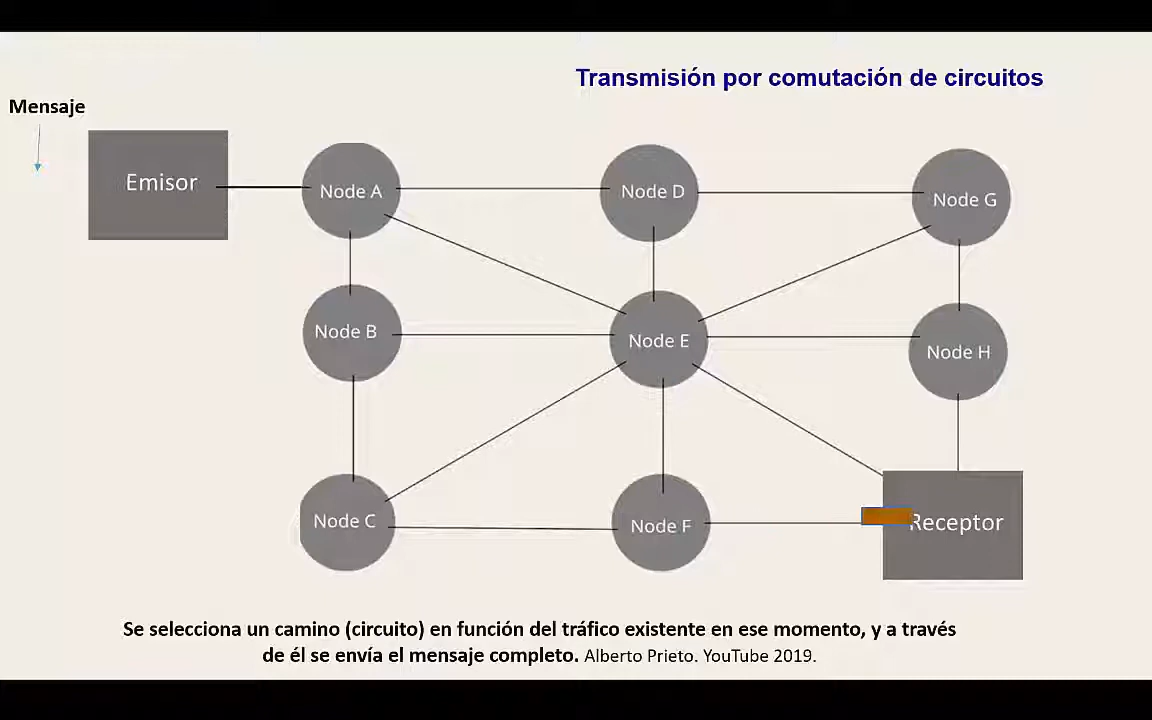 Transmisión por comutación de circuitos
Mensaje
Emisor
Node A
Node D
Node G
Node B
Node E
Node H
Node C
Node F
Receptor
Se selecciona un camino (circuito) en función del tráfico existente en ese momento, y a través
de él se envía el mensaje completo. Alberto Prieto. YouTube 2019.